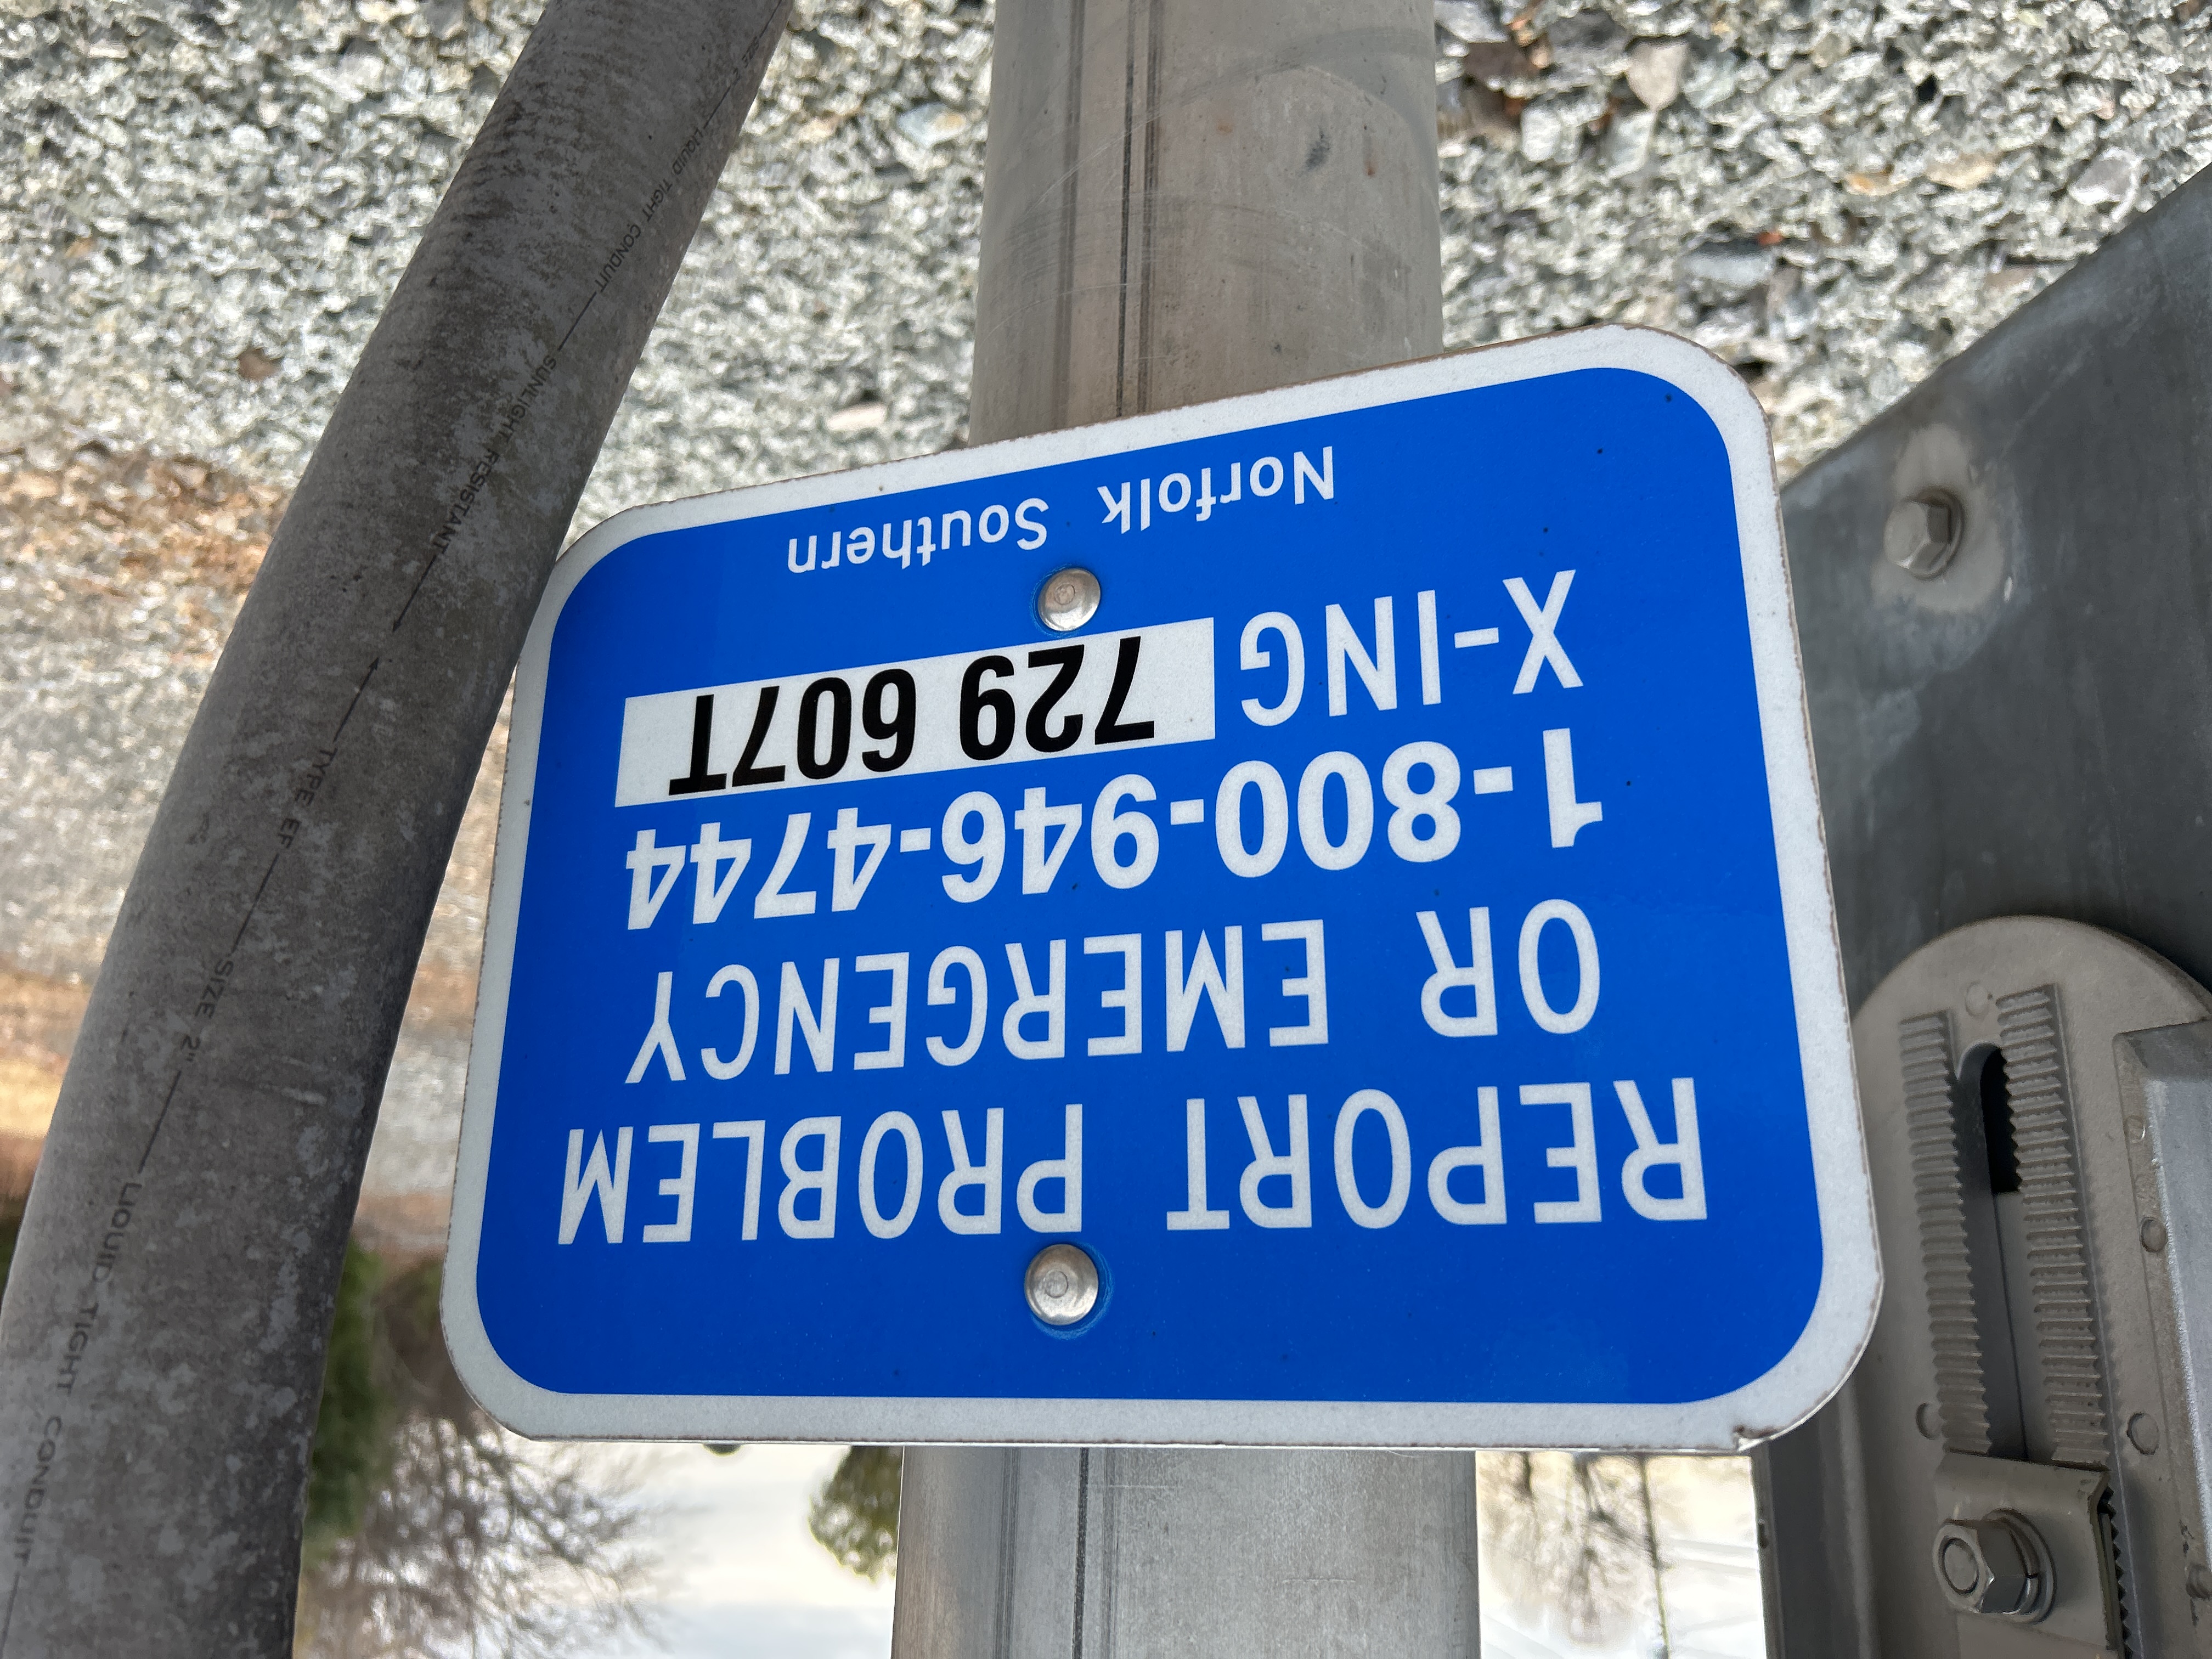 REPORT PROBLEM
OR EMERGENCY
1-800-946-4744
X-ING 729 607T
Norfolk Southern
LIQUID TIGHT CONDUIT
SUNLIGHT RESISTANT
TYPE EF
SIZE 2"
LIQUID TIGHT CONDUIT